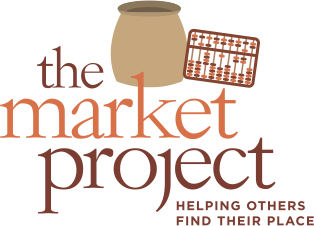 the
market
project
HELPING OTHERS
FIND THEIR PLACE